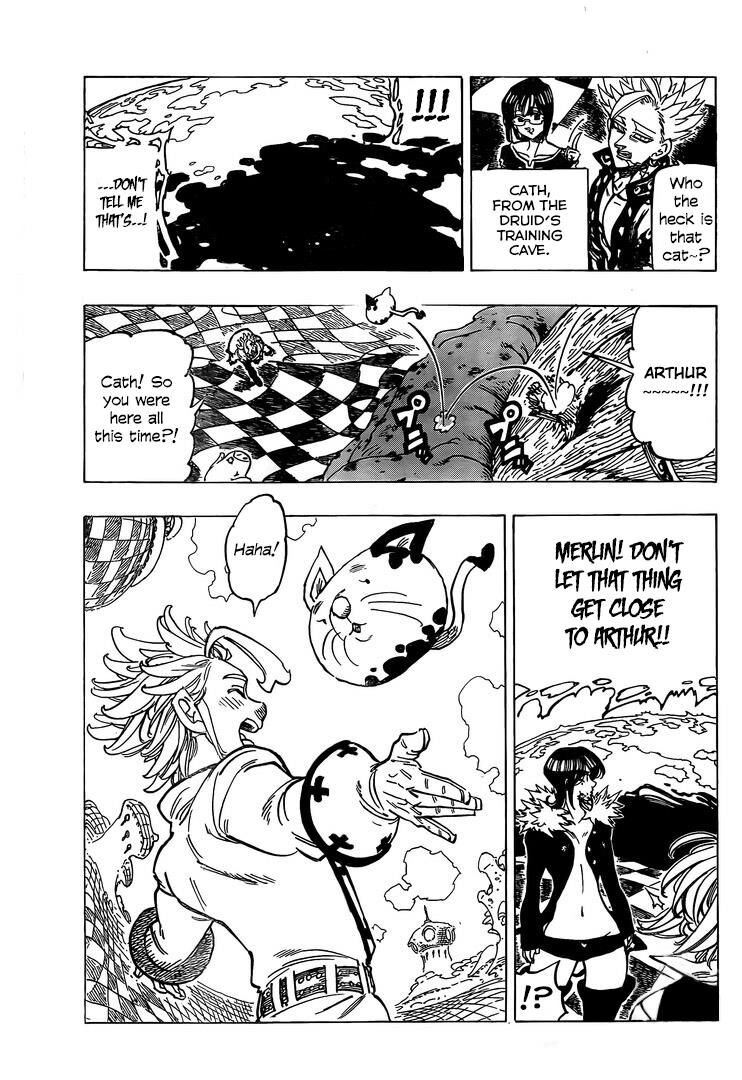 Who
the
heck is
that
cat~?
CATH,
FROM THE
DRUID'S
TRAINING
CAVE.
!!!
...DON'T
TELL ME
THAT'S...!
ARTHUR
~~~~~!!!
Cath! So
you were
here all
this time?!
MERLIN! DON'T
LET THAT THING
GET CLOSE
TO ARTHUR!!
!?
Haha!